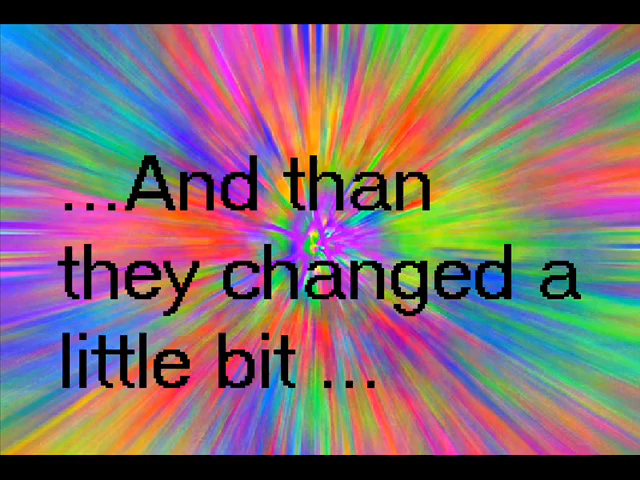 ...And than
they changed a
little bit ...